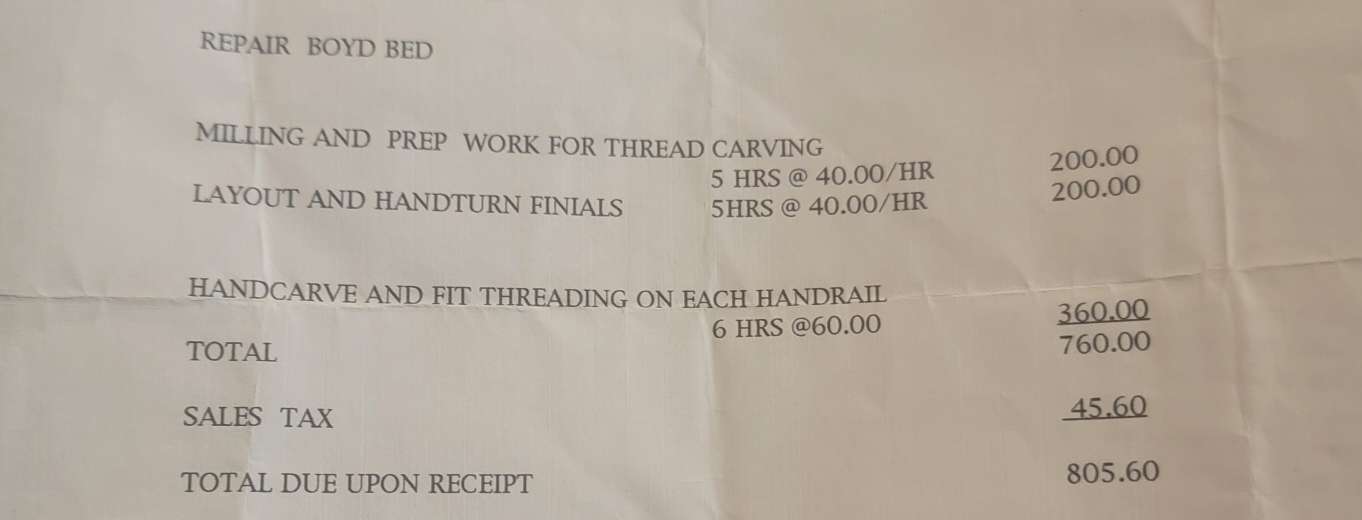 REPAIR BOYD BED
MILLING AND PREP WORK FOR THREAD CARVING
5 HRS @ 40.00/HR 200.00
LAYOUT AND HANDTURN FINIALS 5HRS @ 40.00/HR 200.00
HANDCARVE AND FIT THREADING ON EACH HANDRAIL
6 HRS @60.00 360.00
TOTAL 760.00
SALES TAX 45.60
TOTAL DUE UPON RECEIPT 805.60